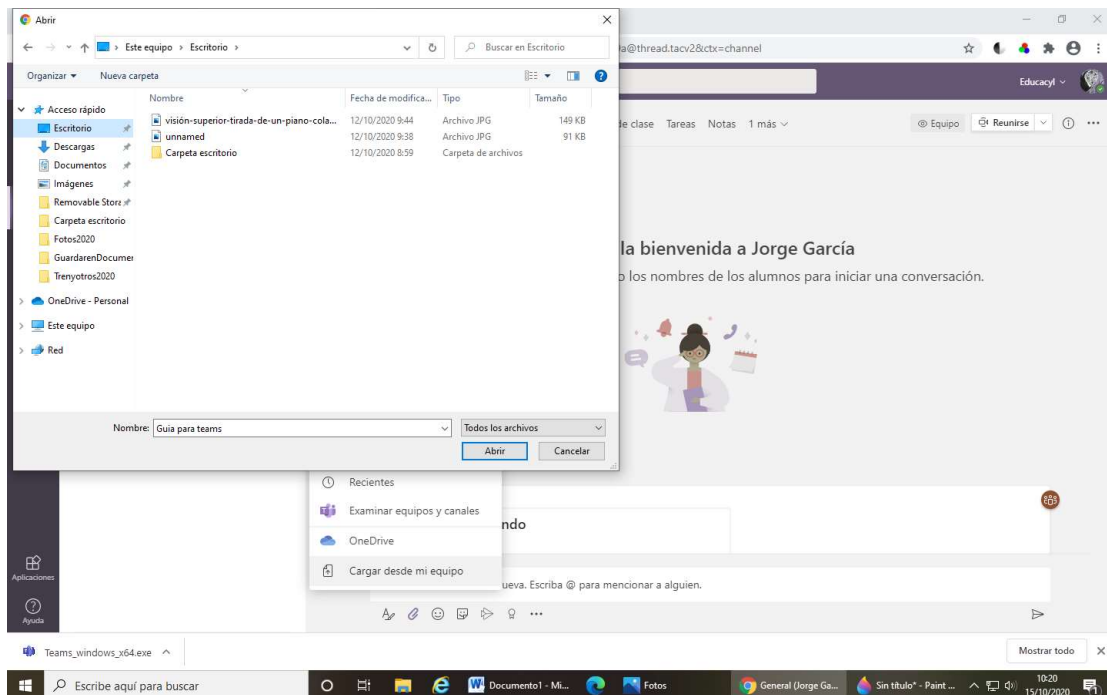 Abrir
Este equipo > Escritorio >
Buscar en Escritorio
a@thread.tacv2&ctx=channel
Organizar
Nueva carpeta
Educacyl
Nombre
Fecha de modifica...
Tipo
Tamaño
Acceso rápido
Escritorio
Descargas
Documentos
Imágenes
Removable Stora
Carpeta escritorio
Fotos2020
GuardarenDocumen
Trenyotros2020
OneDrive - Personal
Este equipo
Red
visión-superior-tirada-de-un-piano-cola... 12/10/2020 9:44 Archivo JPG 149 KB
unnamed 12/10/2020 9:38 Archivo JPG 91 KB
Carpeta escritorio 12/10/2020 8:59 Carpeta de archivos
de clase Tareas Notas 1 más
Equipo
Reunirse
la bienvenida a Jorge García
o los nombres de los alumnos para iniciar una conversación.
Nombre: Guia para teams
Todos los archivos
Abrir
Cancelar
Recientes
Examinar equipos y canales
OneDrive
Cargar desde mi equipo
ndo
ueva. Escriba @ para mencionar a alguien.
Aplicaciones
Ayuda
Teams_windows_x64.exe
Mostrar todo
Escribe aquí para buscar
Documento1 - Mi...
Fotos
General (Jorge Ga...
Sin título* - Paint ...
10:20
15/10/2020